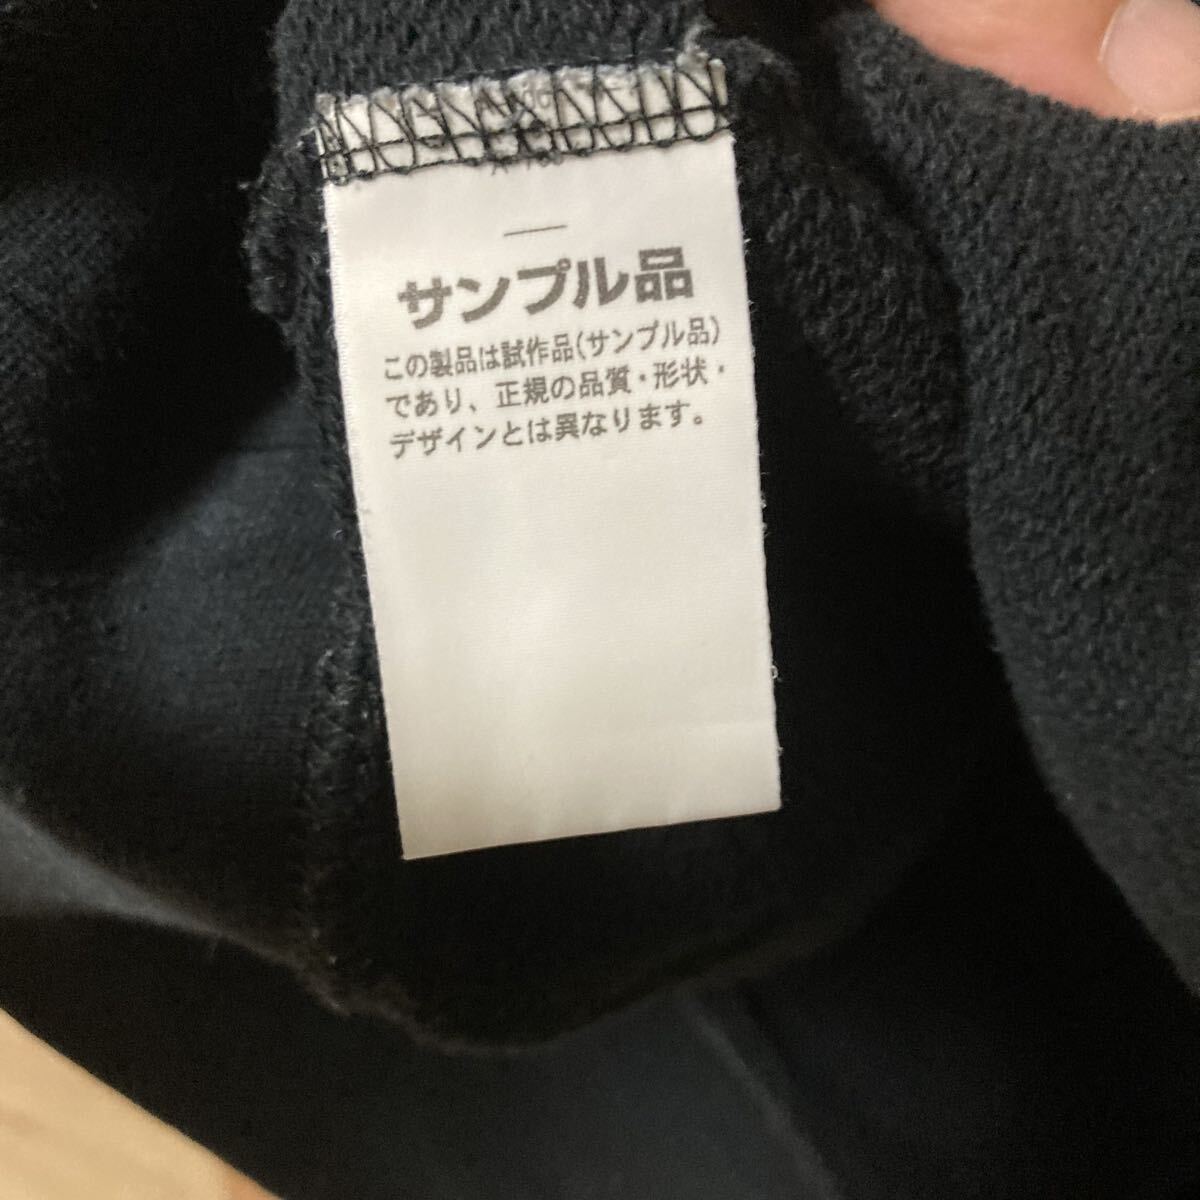 サンプル品
この製品は試作品(サンプル品)
であり、正規の品質・形状・
デザインとは異なります。